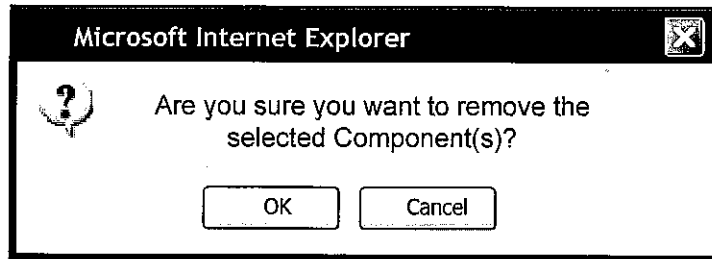 Microsoft Internet Explorer
Are you sure you want to remove the
selected Component(s)?
OK
Cancel